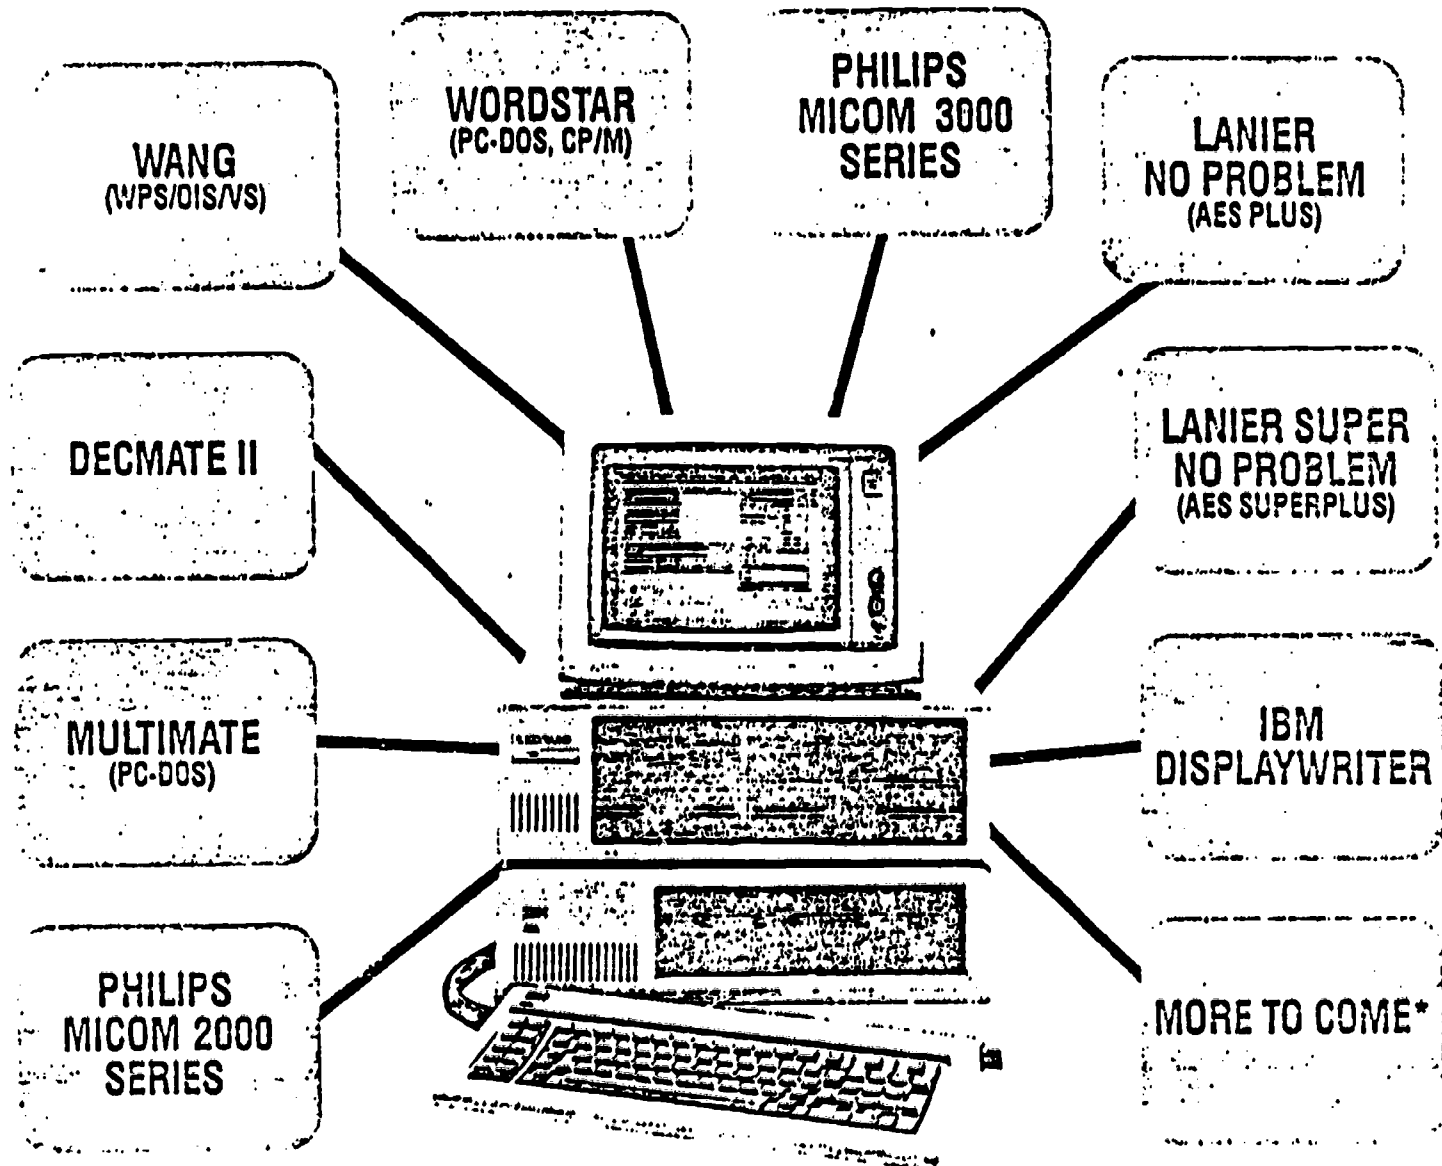 WANG
(WPS/OIS/VS)
WORDSTAR
(PC-DOS, CP/M)
PHILIPS
MICOM 3000
SERIES
LANIER
NO PROBLEM
(AES PLUS)
DECMATE II
LANIER SUPER
NO PROBLEM
(AES SUPERPLUS)
MULTIMATE
(PC-DOS)
IBM
DISPLAYWRITER
PHILIPS
MICOM 2000
SERIES
MORE TO COME*